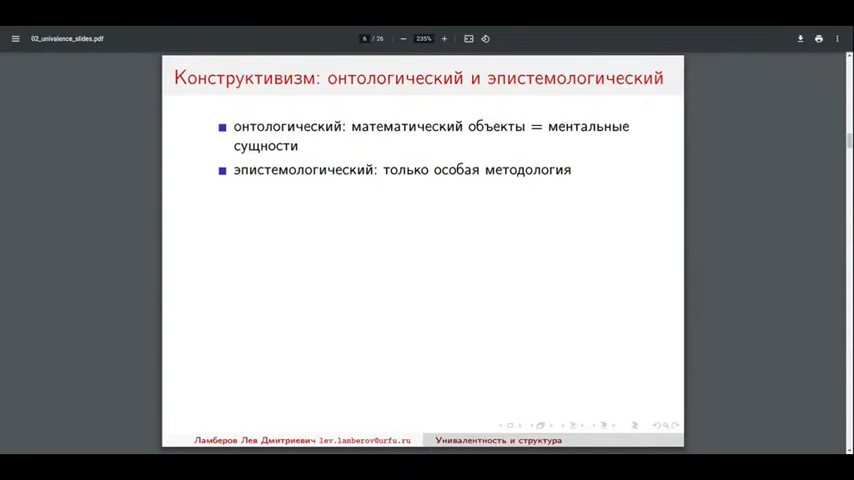 02_univalence_slides.pdf
6 / 26
235%
Конструктивизм: онтологический и эпистемологический
онтологический: математический объекты = ментальные
сущности
эпистемологический: только особая методология
Ламберов Лев Дмитриевич lev.lamberov@urfu.ru
Унивалентность и структура